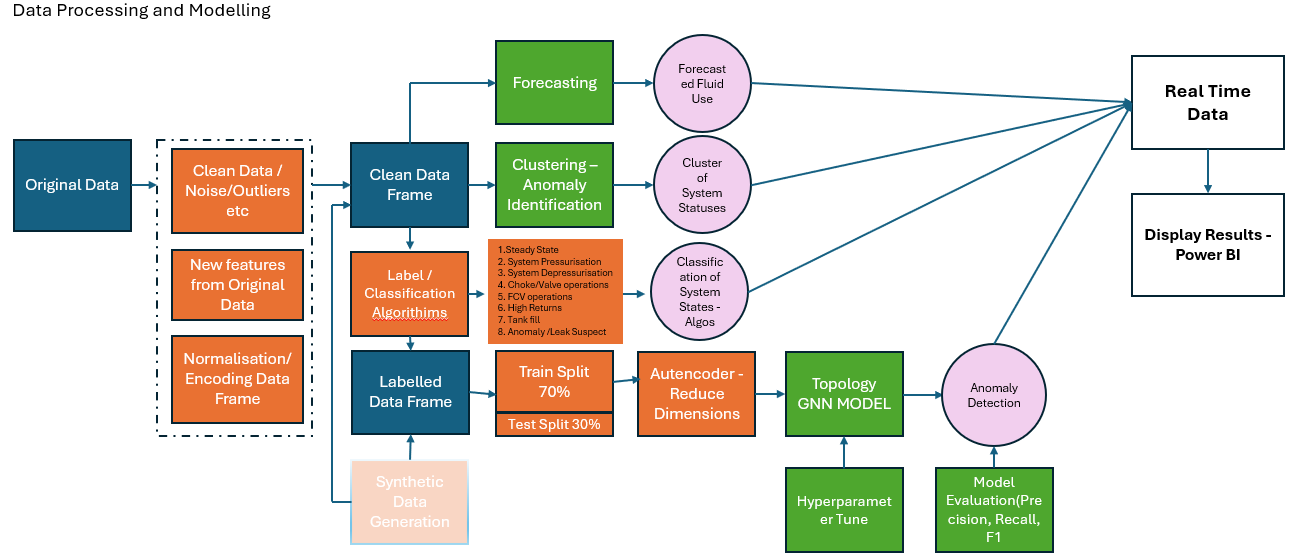 Data Processing and Modelling
Original Data
Clean Data /
Noise/Outliers
etc
New features
from Original
Data
Normalisation/
Encoding Data
Frame
Clean Data
Frame
Label /
Classification
Algorithims
Labelled
Data Frame
Synthetic
Data
Generation
Forecasting
Clustering –
Anomaly
Identification
1.Steady State
2. System Pressurisation
3. System Depressurisation
4. Choke/Valve operations
5. FCV operations
6. High Returns
7. Tank fill
8. Anomaly /Leak Suspect
Train Split
70%
Test Split 30%
Forecast
ed Fluid
Use
Cluster
of
System
Statuses
Classific
ation of
System
States -
Algos
Autencoder -
Reduce
Dimensions
Topology
GNN MODEL
Hyperparamet
er Tune
Anomaly
Detection
Model
Evaluation(Pre
cision, Recall,
F1
Real Time
Data
Display Results -
Power BI